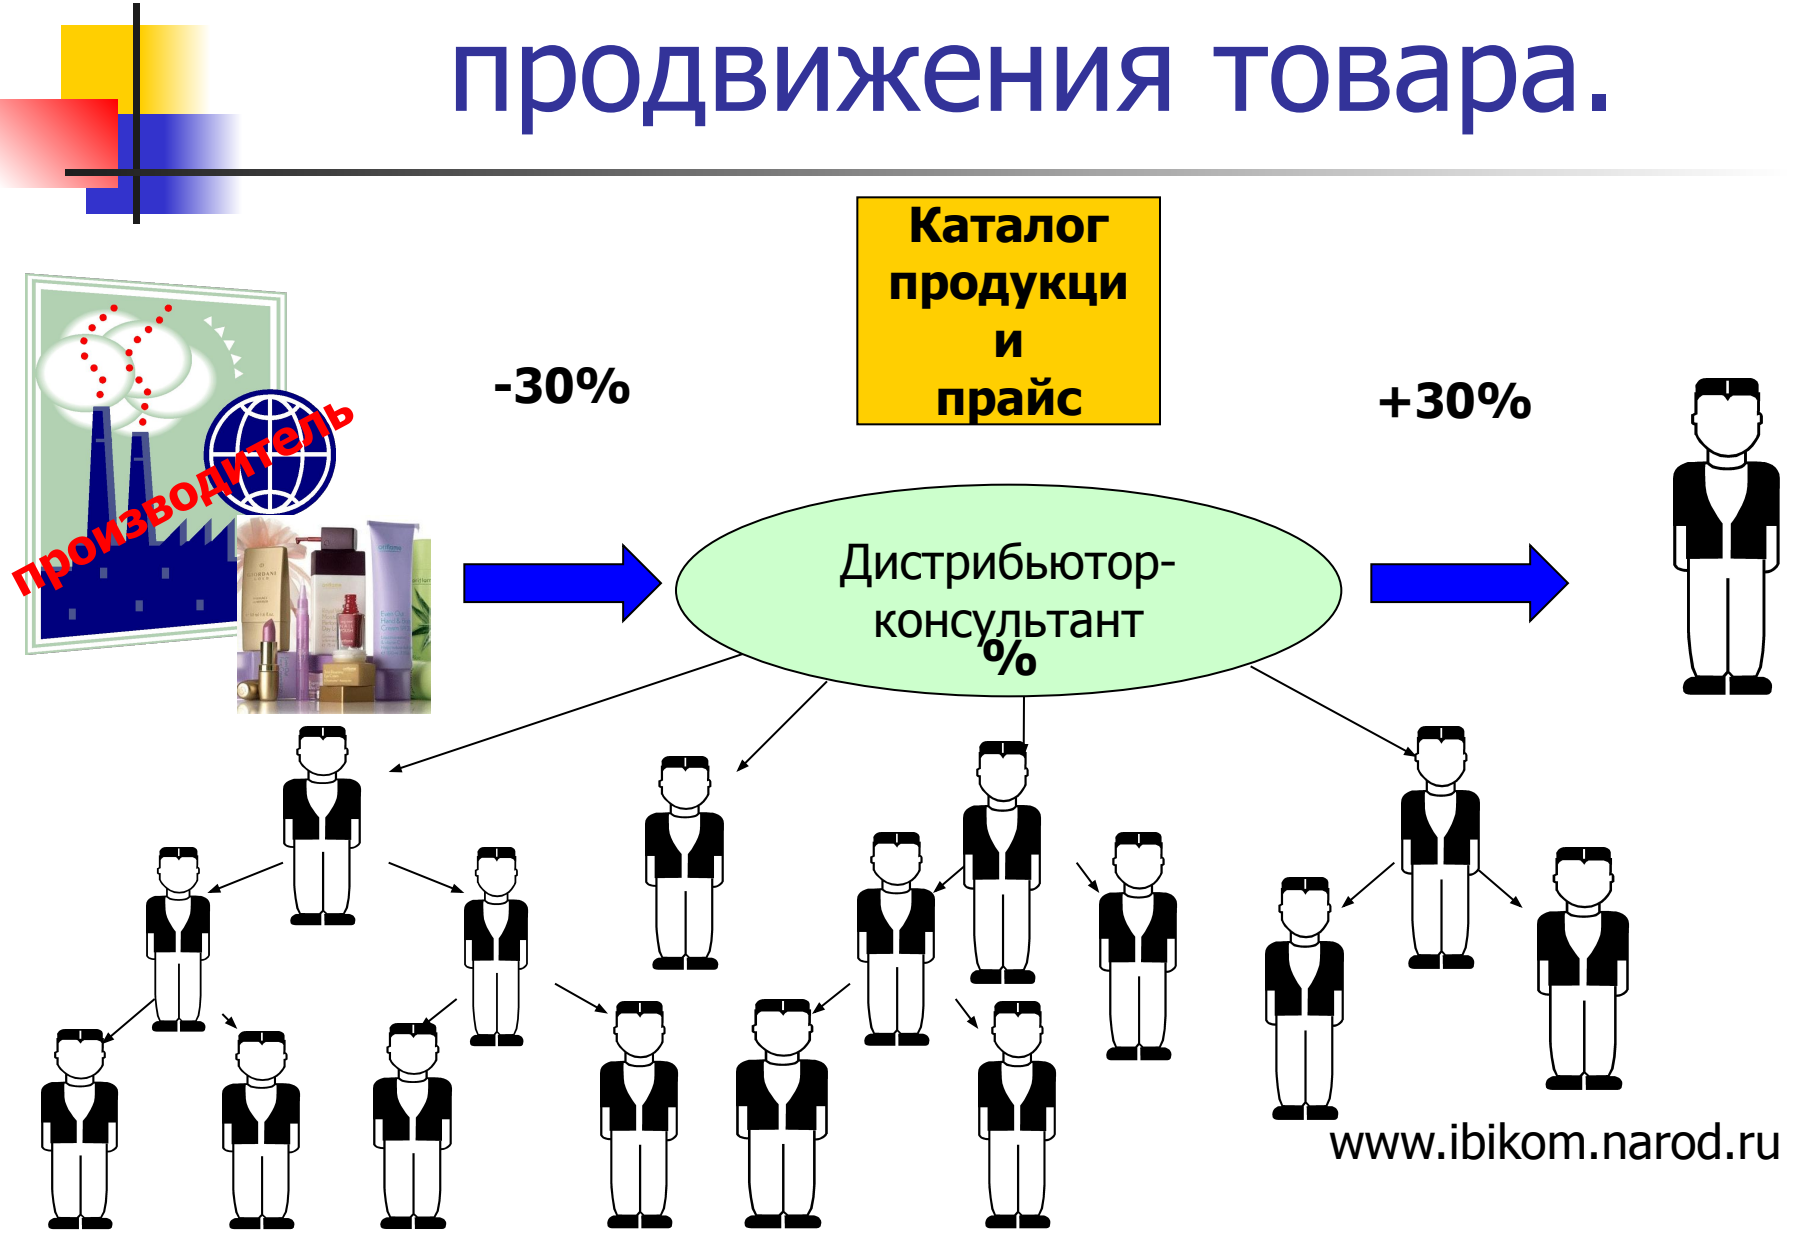 продвижения товара.
Каталог
продукци
и
прайс
-30%
+30%
производитель
Дистрибьютор-
консультант
%
www.ibikom.narod.ru